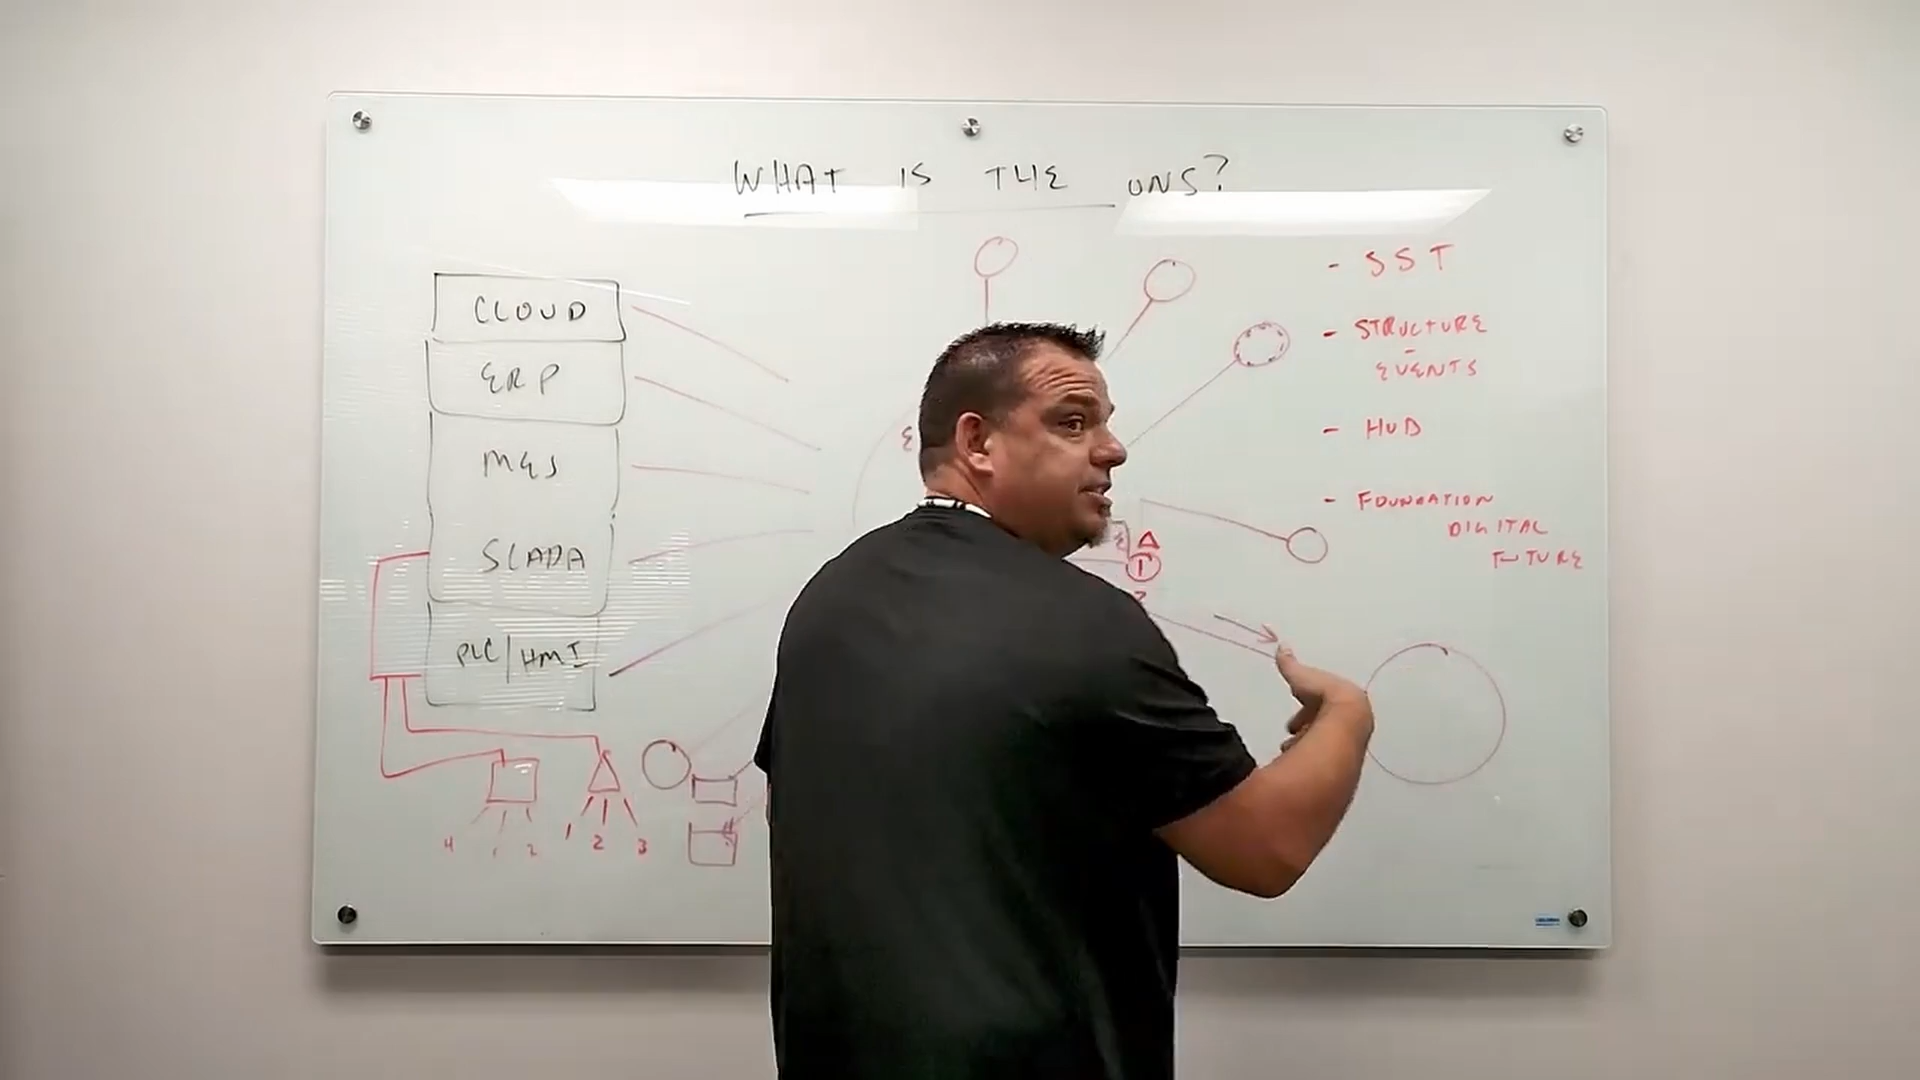 WHAT IS THE UNS?
CLOUD
ERP
MES
SCADA
PLC/HMI
4
2
1 2 3
E
1
2
- SST
- STRUCTURE
-
EVENTS
- HUD
- FOUNDATION
DIGITAL
FUTURE